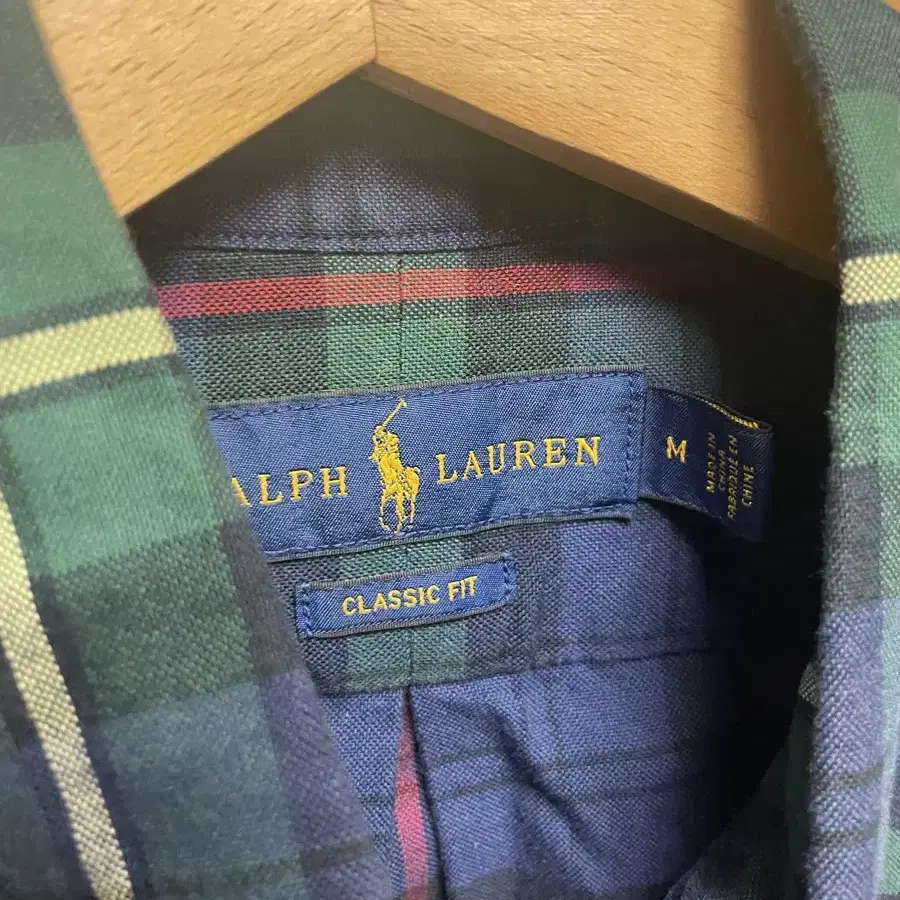 ALPH LAUREN
M
MADE IN
CHINA
FABRIQUÉ EN
CHINE
CLASSIC FIT